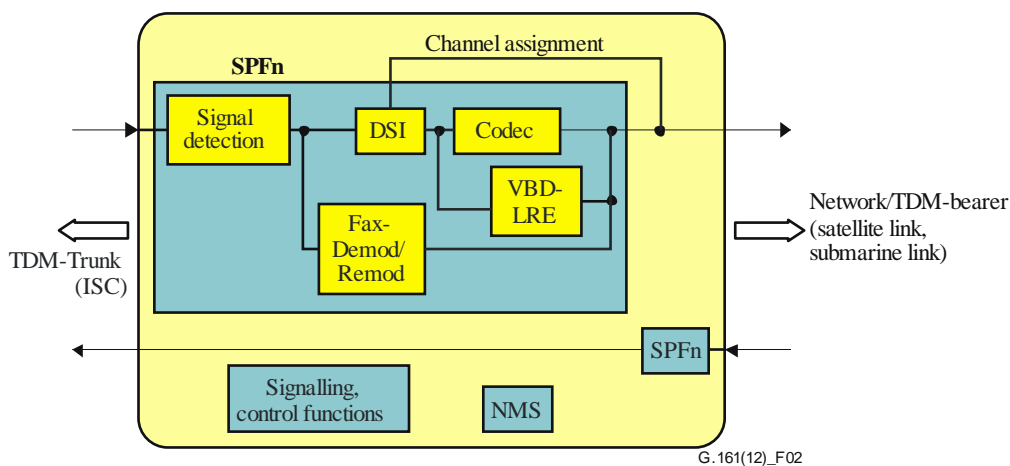 Channel assignment
SPFn
Signal
detection
DSI
Codec
VBD-
LRE
Fax-
Demod/
Remod
Network/TDM-bearer
(satellite link,
submarine link)
TDM-Trunk
(ISC)
SPFn
Signalling,
control functions
NMS
G.161(12)_F02